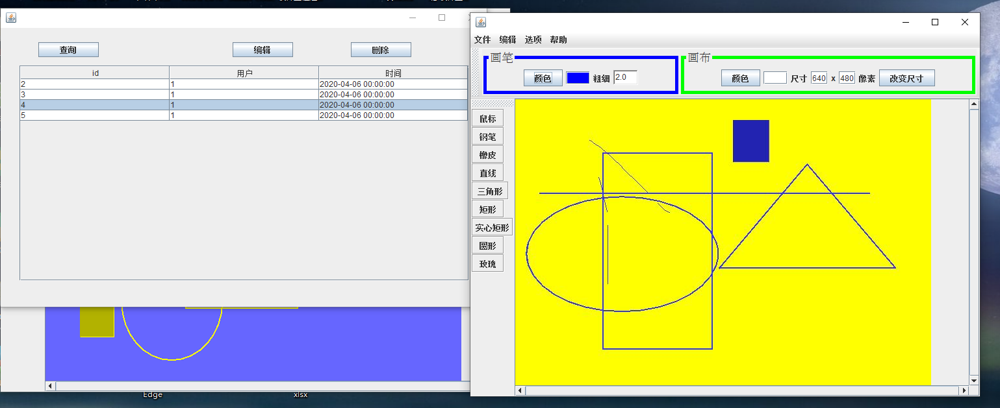 查询 编辑 删除
id 用户 时间
2 1 2020-04-06 00:00:00
3 1 2020-04-06 00:00:00
4 1 2020-04-06 00:00:00
5 1 2020-04-06 00:00:00
Edge xlsx
文件 编辑 选项 帮助
画笔 画布
颜色 粗细 2.0 颜色 尺寸 640 x 480 像素 改变尺寸
鼠标
钢笔
橡皮
直线
三角形
矩形
实心矩形
圆形
玫瑰